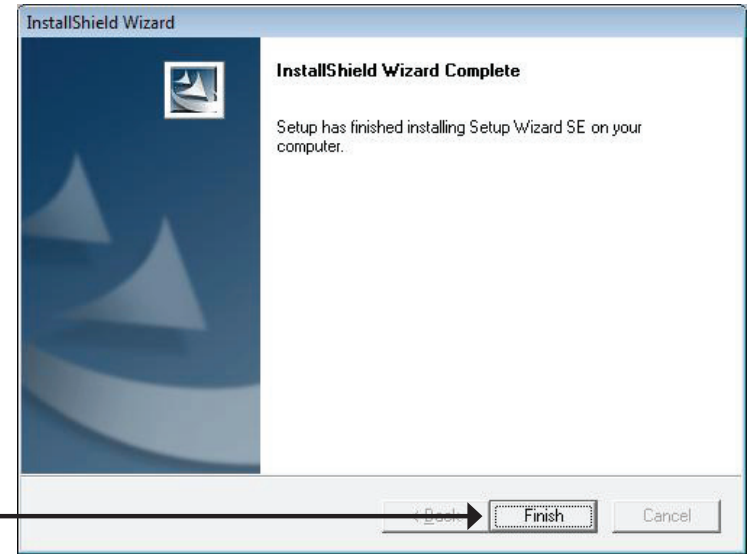 InstallShield Wizard
InstallShield Wizard Complete
Setup has finished installing Setup Wizard SE on your
computer.
< Back
Finish
Cancel